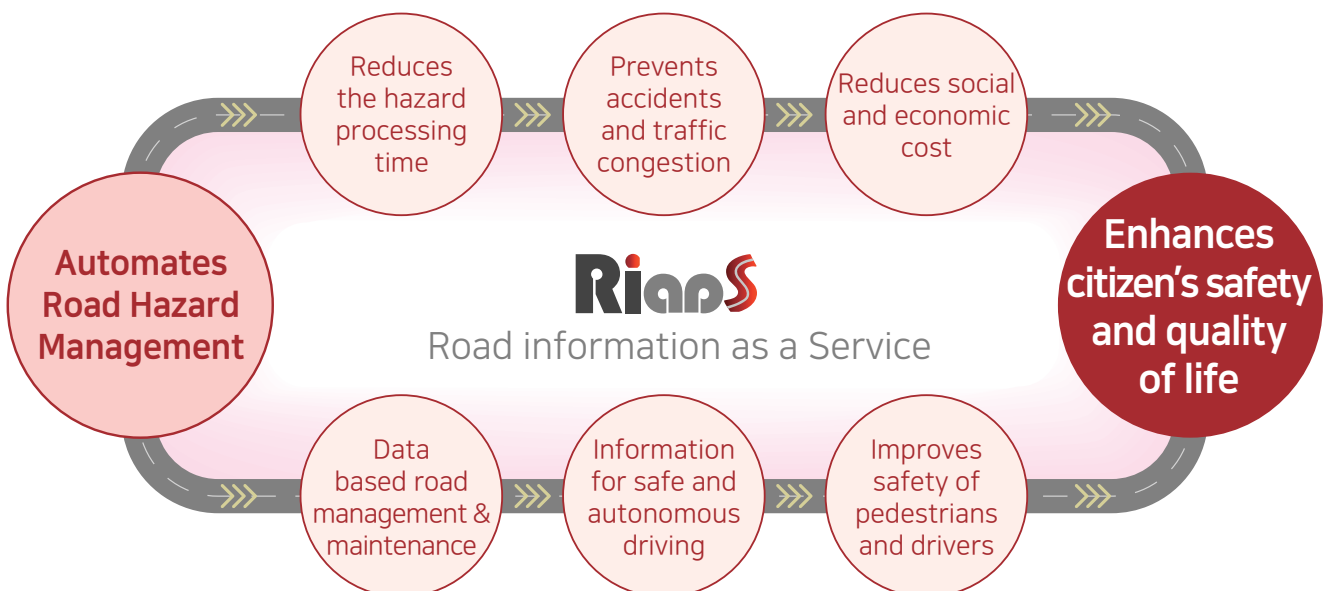 Reduces
the hazard
processing
time
Prevents
accidents
and traffic
congestion
Reduces social
and economic
cost
Automates
Road Hazard
Management
RiaaS
Road information as a Service
Enhances
citizen's safety
and quality
of life
Data
based road
management &
maintenance
Information
for safe and
autonomous
driving
Improves
safety of
pedestrians
and drivers